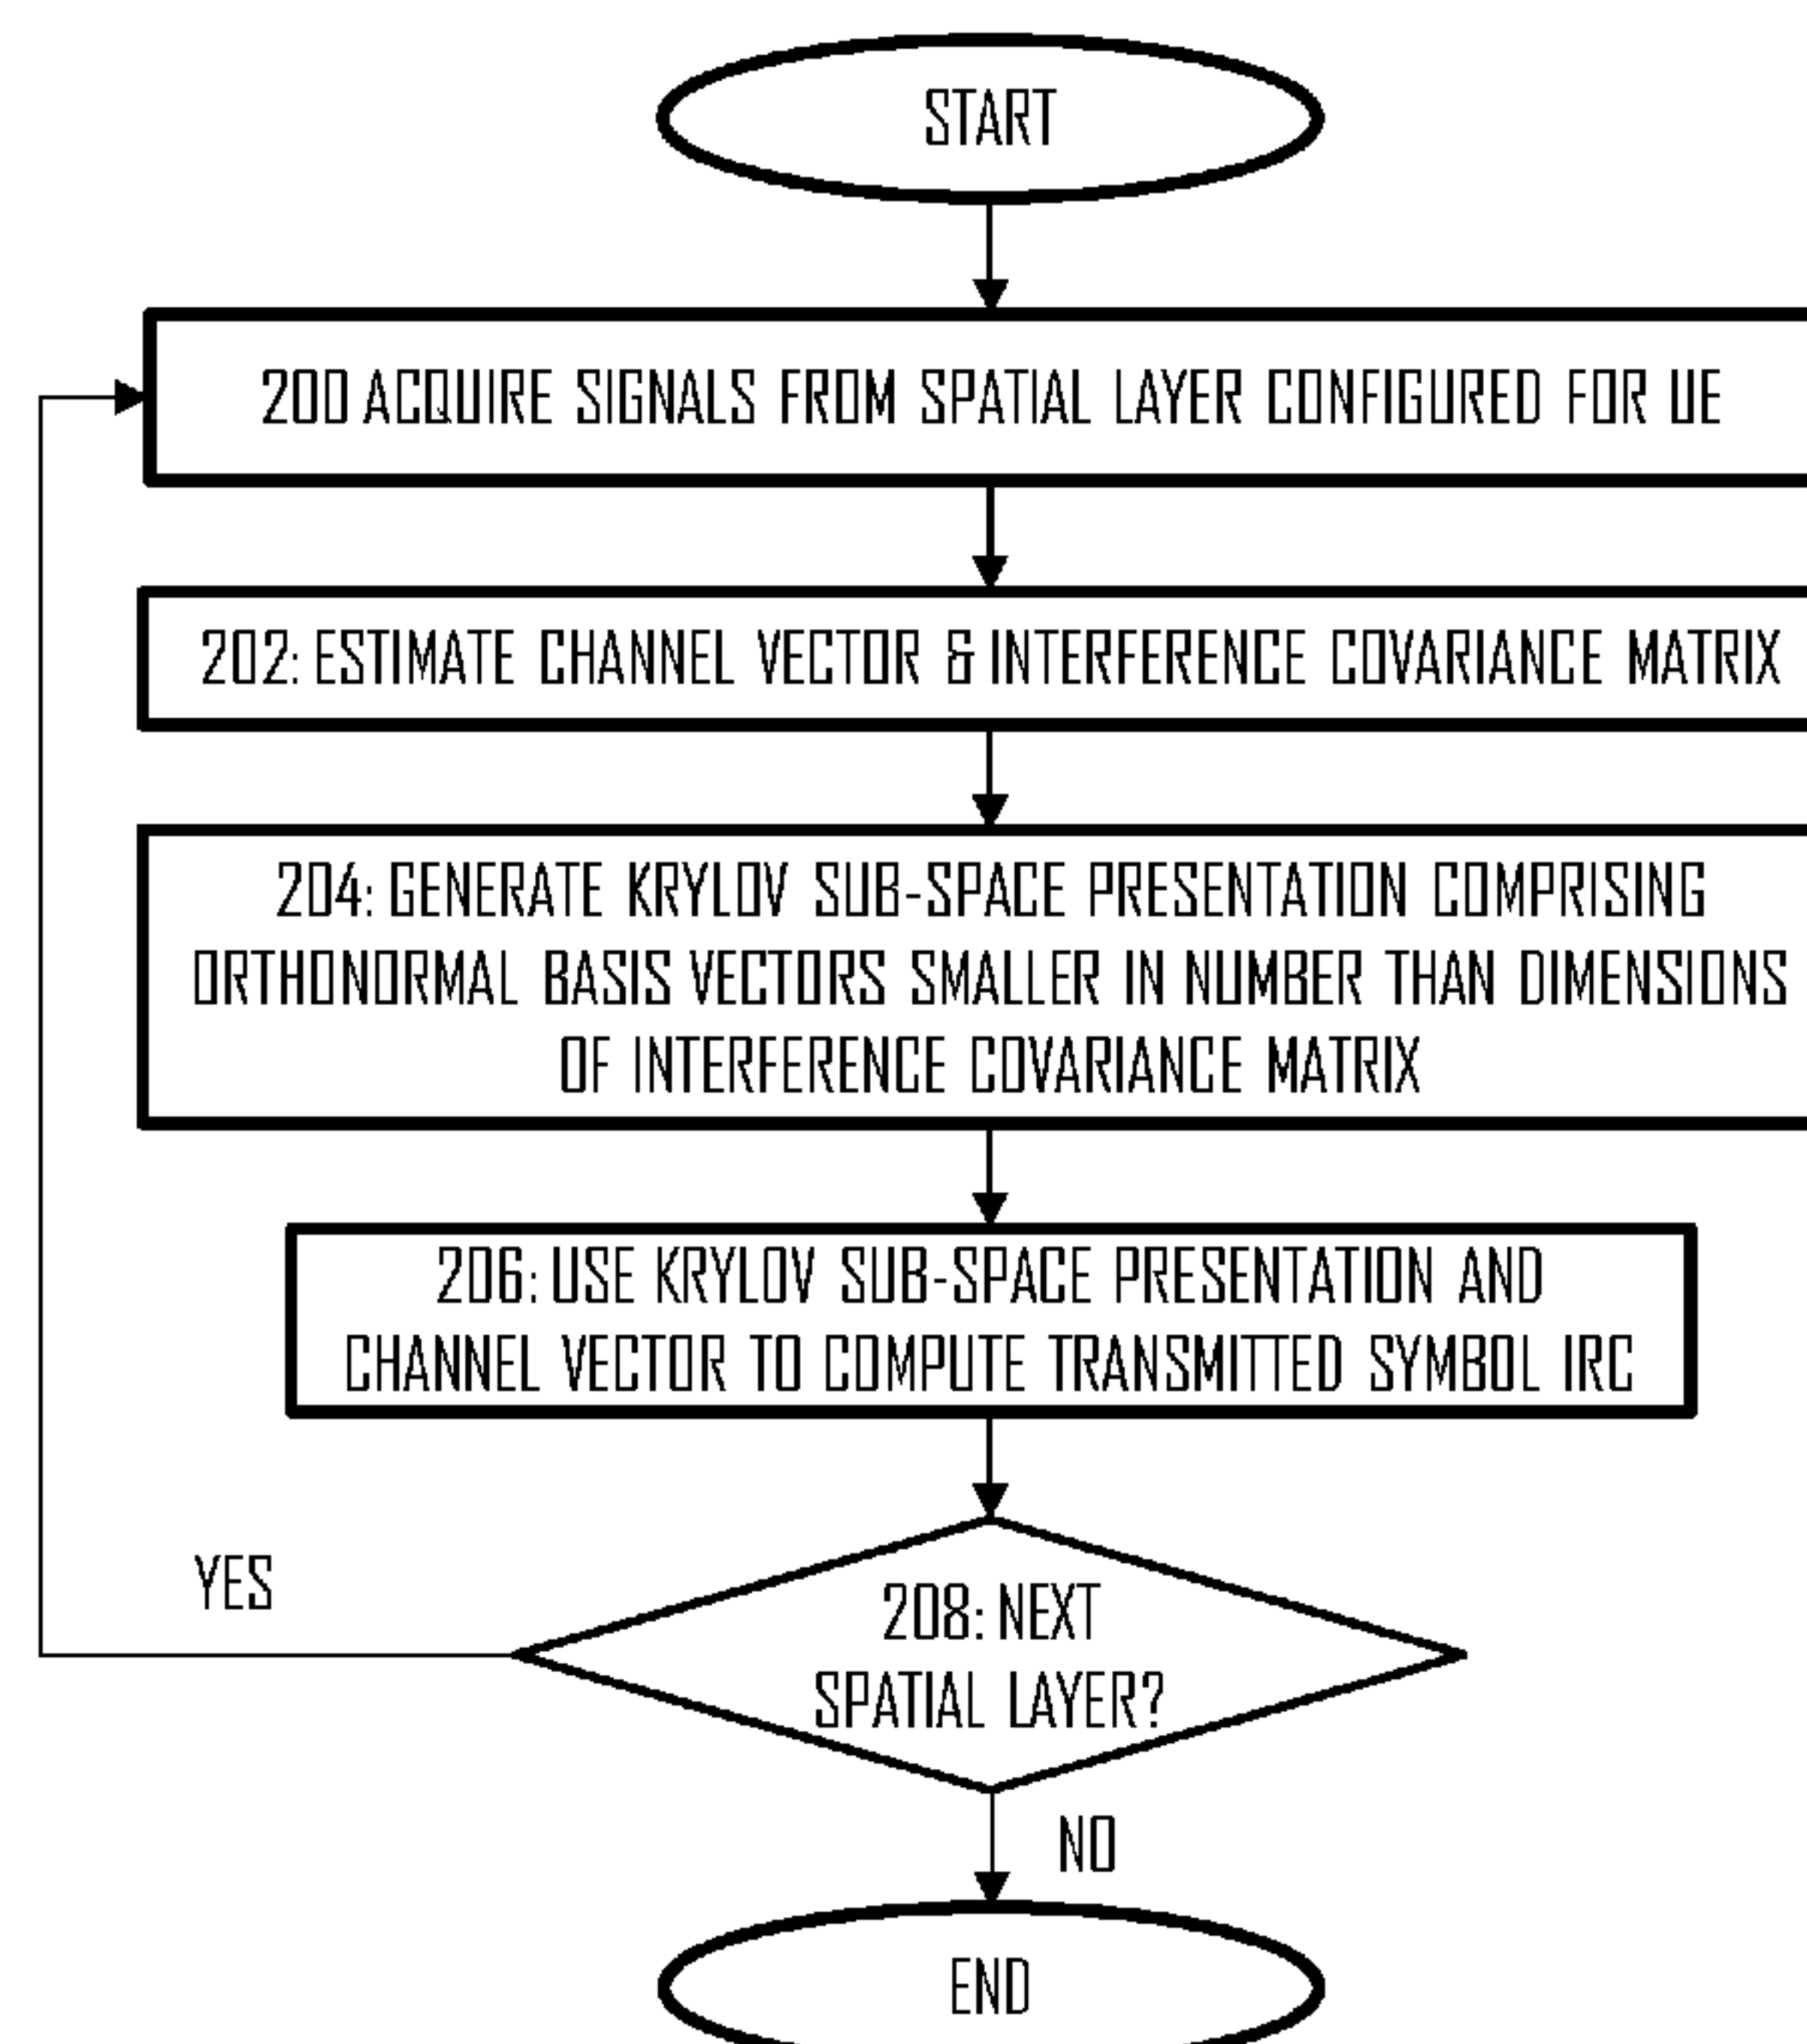 START
200 ACQUIRE SIGNALS FROM SPATIAL LAYER CONFIGURED FOR UE
202: ESTIMATE CHANNEL VECTOR & INTERFERENCE COVARIANCE MATRIX
204: GENERATE KRYLOV SUB-SPACE PRESENTATION COMPRISING
ORTHONORMAL BASIS VECTORS SMALLER IN NUMBER THAN DIMENSIONS
OF INTERFERENCE COVARIANCE MATRIX
206: USE KRYLOV SUB-SPACE PRESENTATION AND
CHANNEL VECTOR TO COMPUTE TRANSMITTED SYMBOL IRC
YES
208: NEXT
SPATIAL LAYER?
NO
END